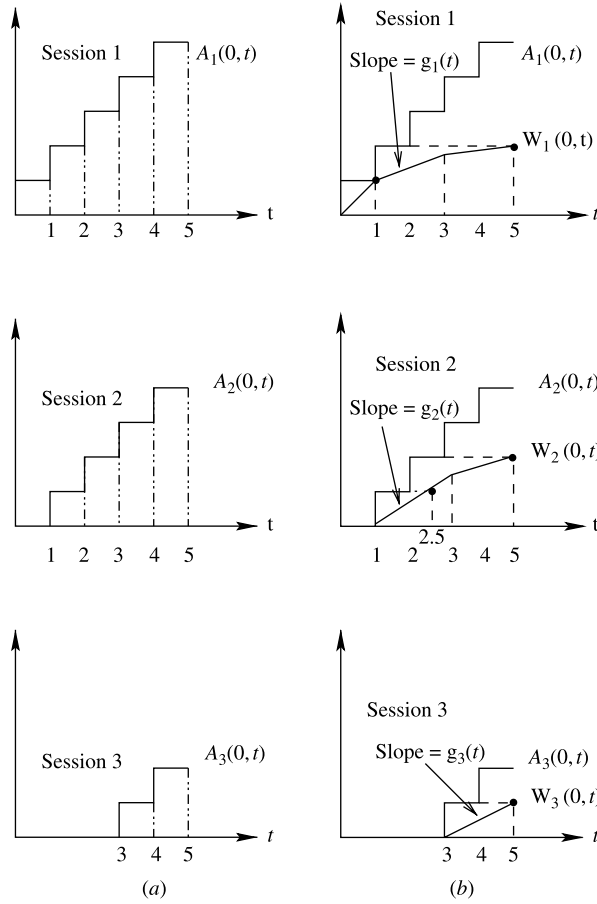 Session 1
A₁(0, t)
t
1 2 3 4 5
Session 2
A₂(0, t)
t
1 2 3 4 5
Session 3
A₃(0, t)
t
3 4 5
(a)
Session 1
Slope = g₁(t)
A₁(0, t)
W₁ (0, t)
t
1 2 3 4 5
Session 2
Slope = g₂(t)
A₂(0, t)
W₂ (0, t)
t
2.5
1 2 3 4 5
Session 3
Slope = g₃(t)
A₃(0, t)
W₃ (0, t)
t
3 4 5
(b)